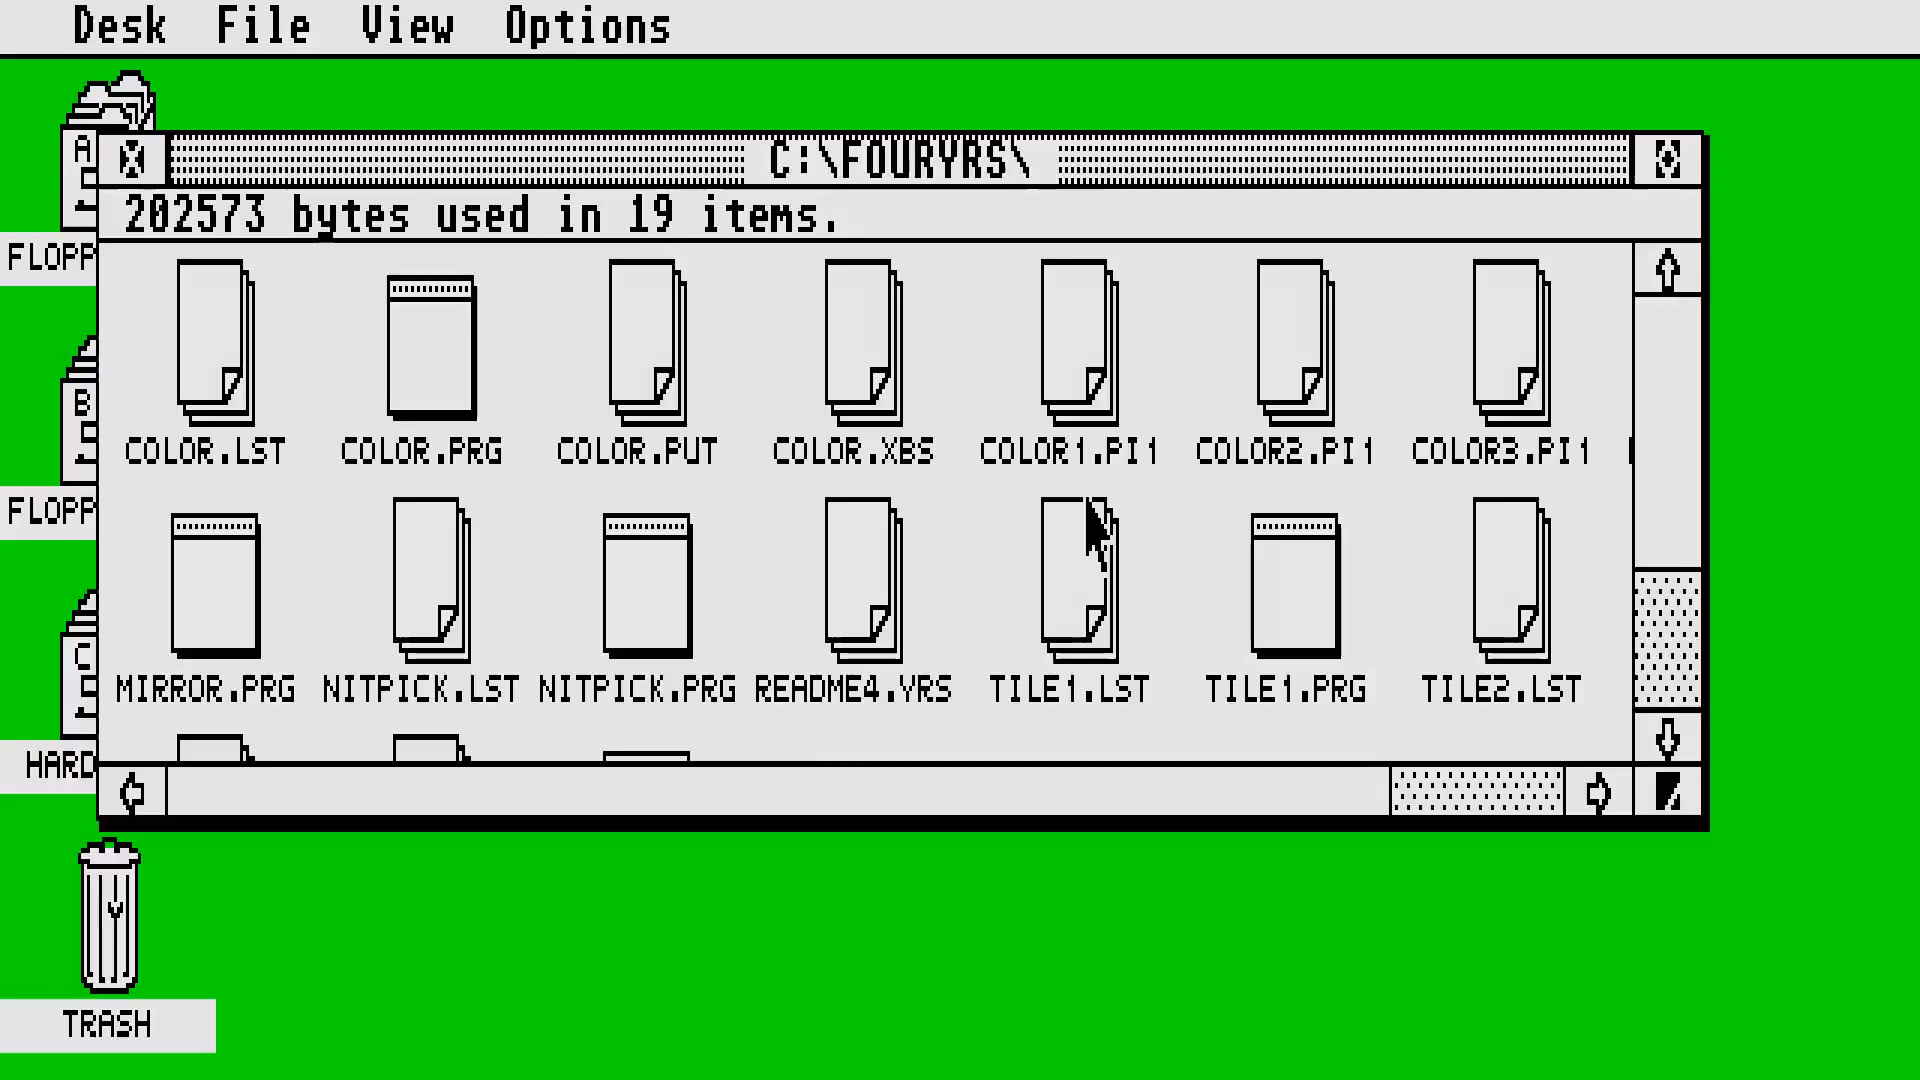 Desk File View Options
A
C:\FOURYRS\
202573 bytes used in 19 items.
FLOPP
B
COLOR.LST COLOR.PRG COLOR.PUT COLOR.XBS COLOR1.PI1 COLOR2.PI1 COLOR3.PI1
FLOPP
C
MIRROR.PRG NITPICK.LST NITPICK.PRG README4.YRS TILE1.LST TILE1.PRG TILE2.LST
HARD
TRASH